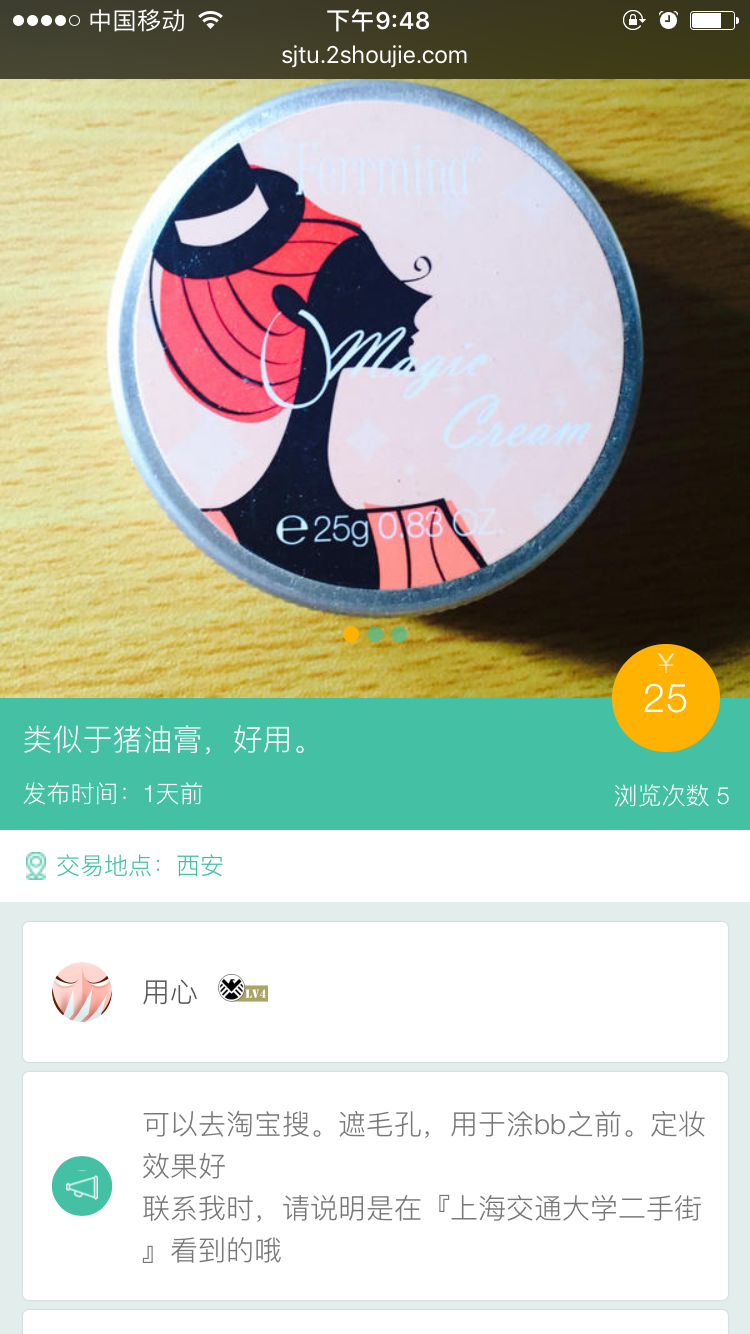 中国移动
下午9:48
sjtu.2shoujie.com
Ferrmina®
Magic
Cream
e25g 0.83 OZ.
¥
25
类似于猪油膏，好用。
发布时间：1天前
浏览次数 5
交易地点：西安
用心
LV4
可以去淘宝搜。遮毛孔，用于涂bb之前。定妆
效果好
联系我时，请说明是在『上海交通大学二手街
』看到的哦